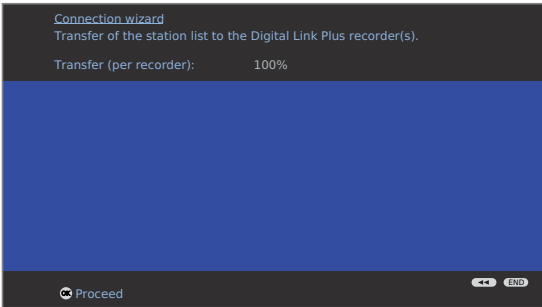 Connection wizard
Transfer of the station list to the Digital Link Plus recorder(s).
Transfer (per recorder): 100%
END
OK Proceed